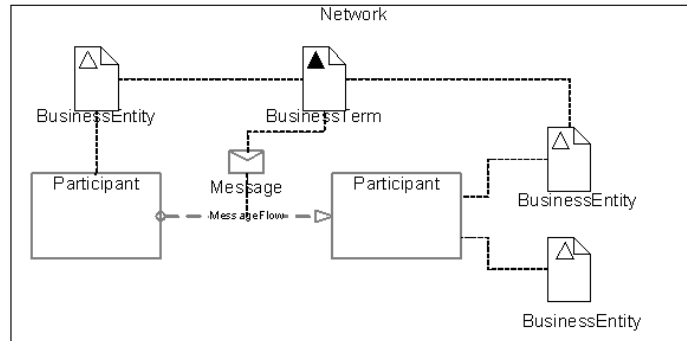 Network
BusinessEntity
BusinessTerm
Participant
Message
Participant
MessageFlow
BusinessEntity
BusinessEntity